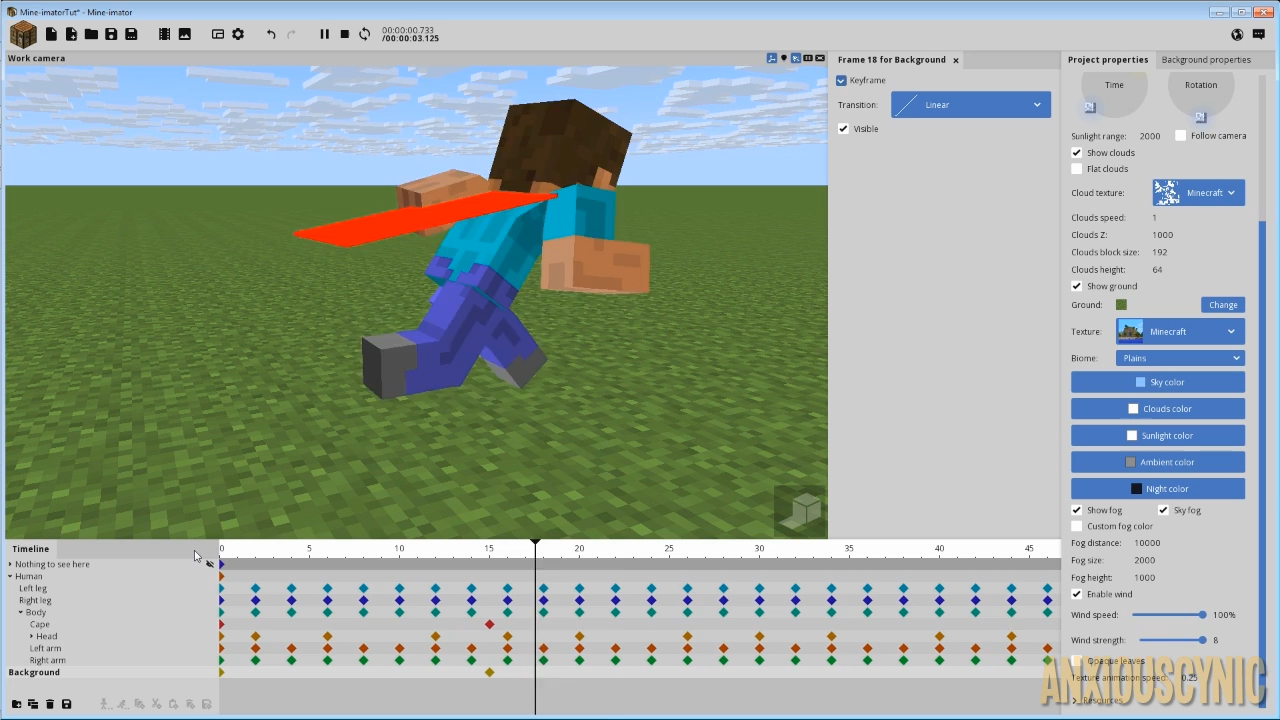 Mine-imatorTut* - Mine-imator
00:00:00.733
/00:00:03.125
Work camera
Frame 18 for Background
Keyframe
Transition: Linear
Visible
Project properties Background properties
Time Rotation
Sunlight range: 2000 Follow camera
Show clouds
Flat clouds
Cloud texture: Minecraft
Clouds speed: 1
Clouds Z: 1000
Clouds block size: 192
Clouds height: 64
Show ground
Ground: Change
Texture: Minecraft
Biome: Plains
Sky color
Clouds color
Sunlight color
Ambient color
Night color
Show fog Sky fog
Custom fog color
Fog distance: 10000
Fog size: 2000
Fog height: 1000
Enable wind
Wind speed: 100%
Wind strength: 8
Opaque leaves
Texture animation speed: 0.25
Resources
Timeline
0 5 10 15 20 25 30 35 40 45
Nothing to see here
Human
Left leg
Right leg
Body
Cape
Head
Left arm
Right arm
Background
ANXIOUSCYNIC